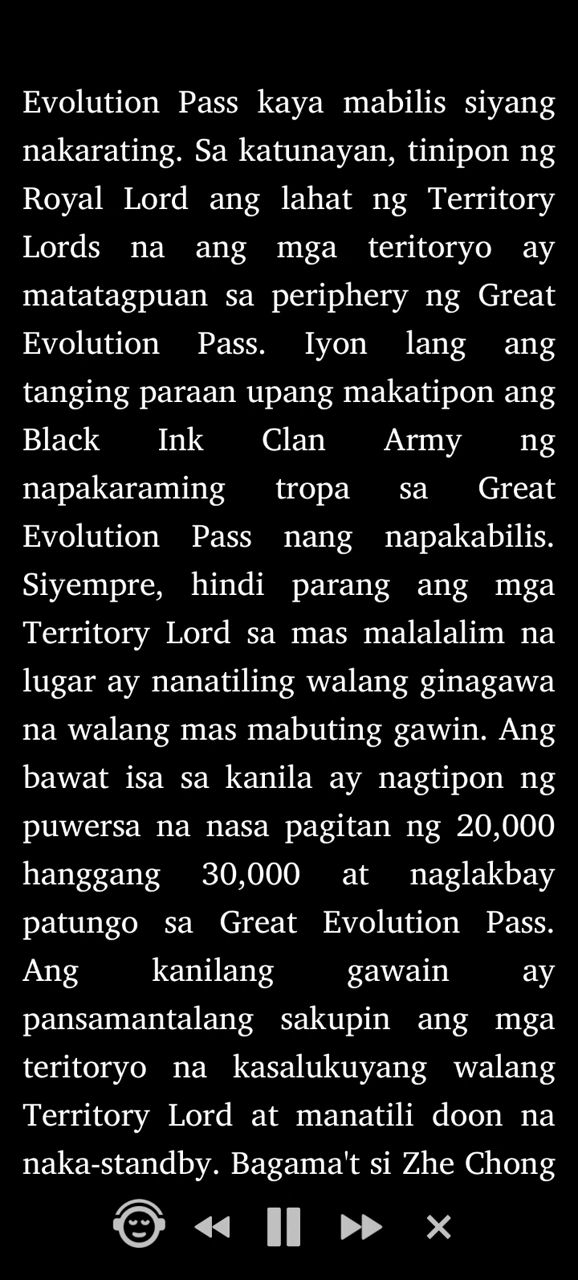 Evolution Pass kaya mabilis siyang
nakarating. Sa katunayan, tinipon ng
Royal Lord ang lahat ng Territory
Lords na ang mga teritoryo ay
matatagpuan sa periphery ng Great
Evolution Pass. Iyon lang ang
tanging paraan upang makatipon ang
Black Ink Clan Army ng
napakaraming tropa sa Great
Evolution Pass nang napakabilis.
Siyempre, hindi parang ang mga
Territory Lord sa mas malalalim na
lugar ay nanatiling walang ginagawa
na walang mas mabuting gawin. Ang
bawat isa sa kanila ay nagtipon ng
puwersa na nasa pagitan ng 20,000
hanggang 30,000 at naglakbay
patungo sa Great Evolution Pass.
Ang kanilang gawain ay
pansamantalang sakupin ang mga
teritoryo na kasalukuyang walang
Territory Lord at manatili doon na
naka-standby. Bagama't si Zhe Chong